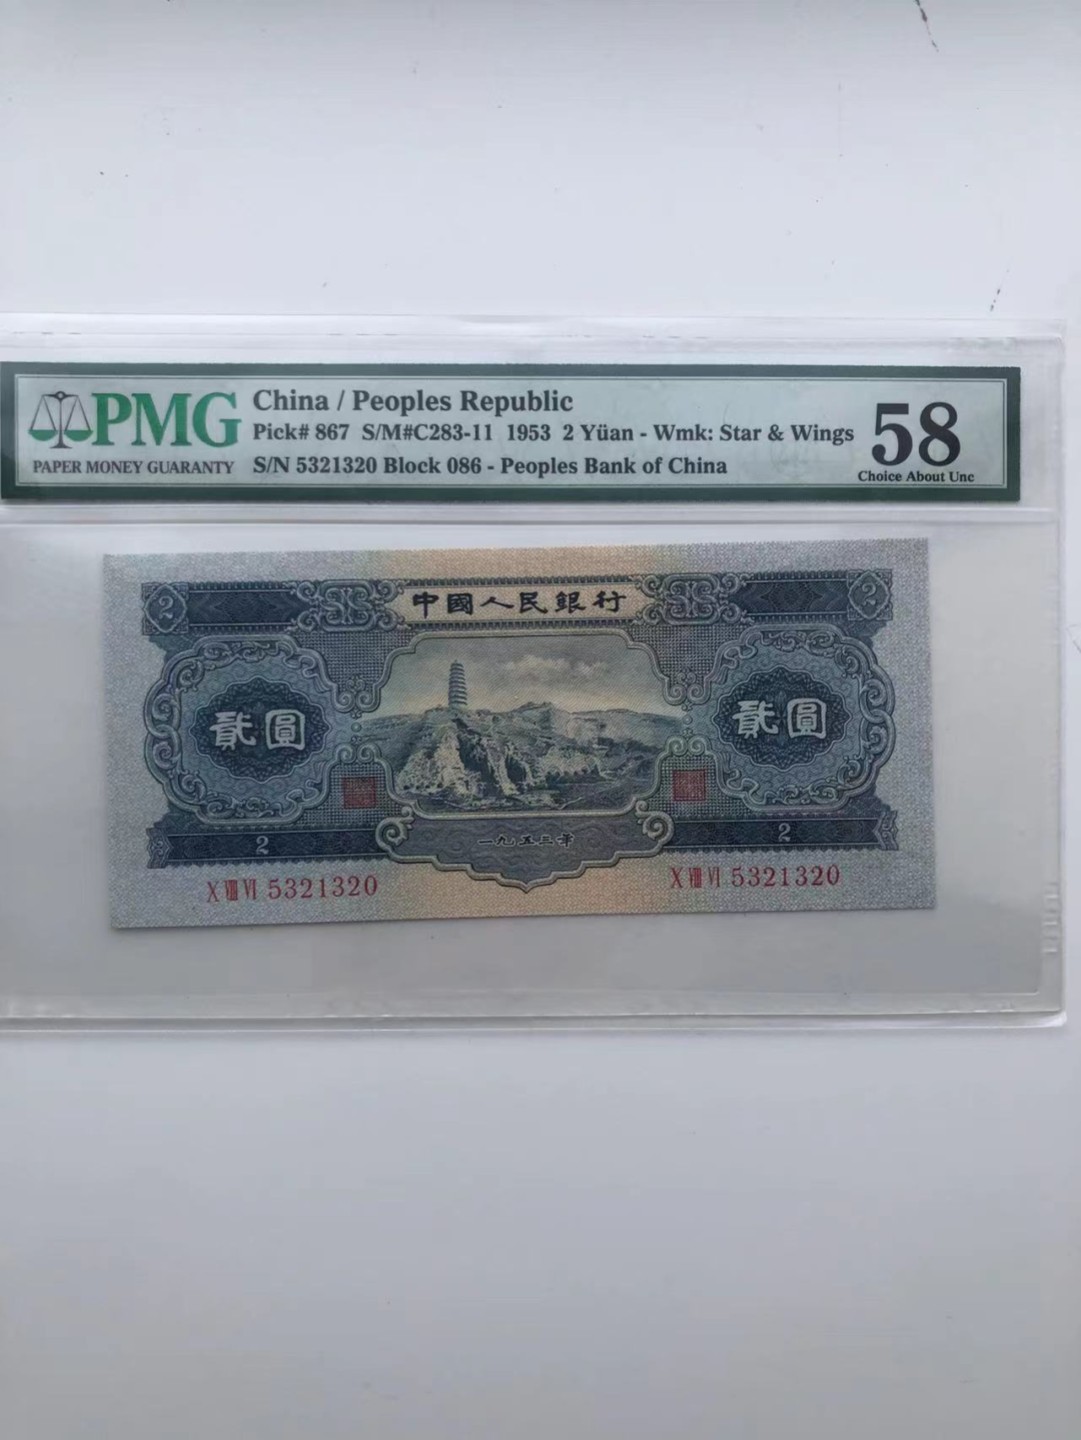 PMG
PAPER MONEY GUARANTY
China / Peoples Republic
Pick# 867 S/M#C283-11 1953 2 Yüan - Wmk: Star & Wings
S/N 5321320 Block 086 - Peoples Bank of China
58
Choice About Unc
2
中國人民銀行
2
貳圓
貳圓
一九五三年
2
2
X VIII VI 5321320
X VIII VI 5321320